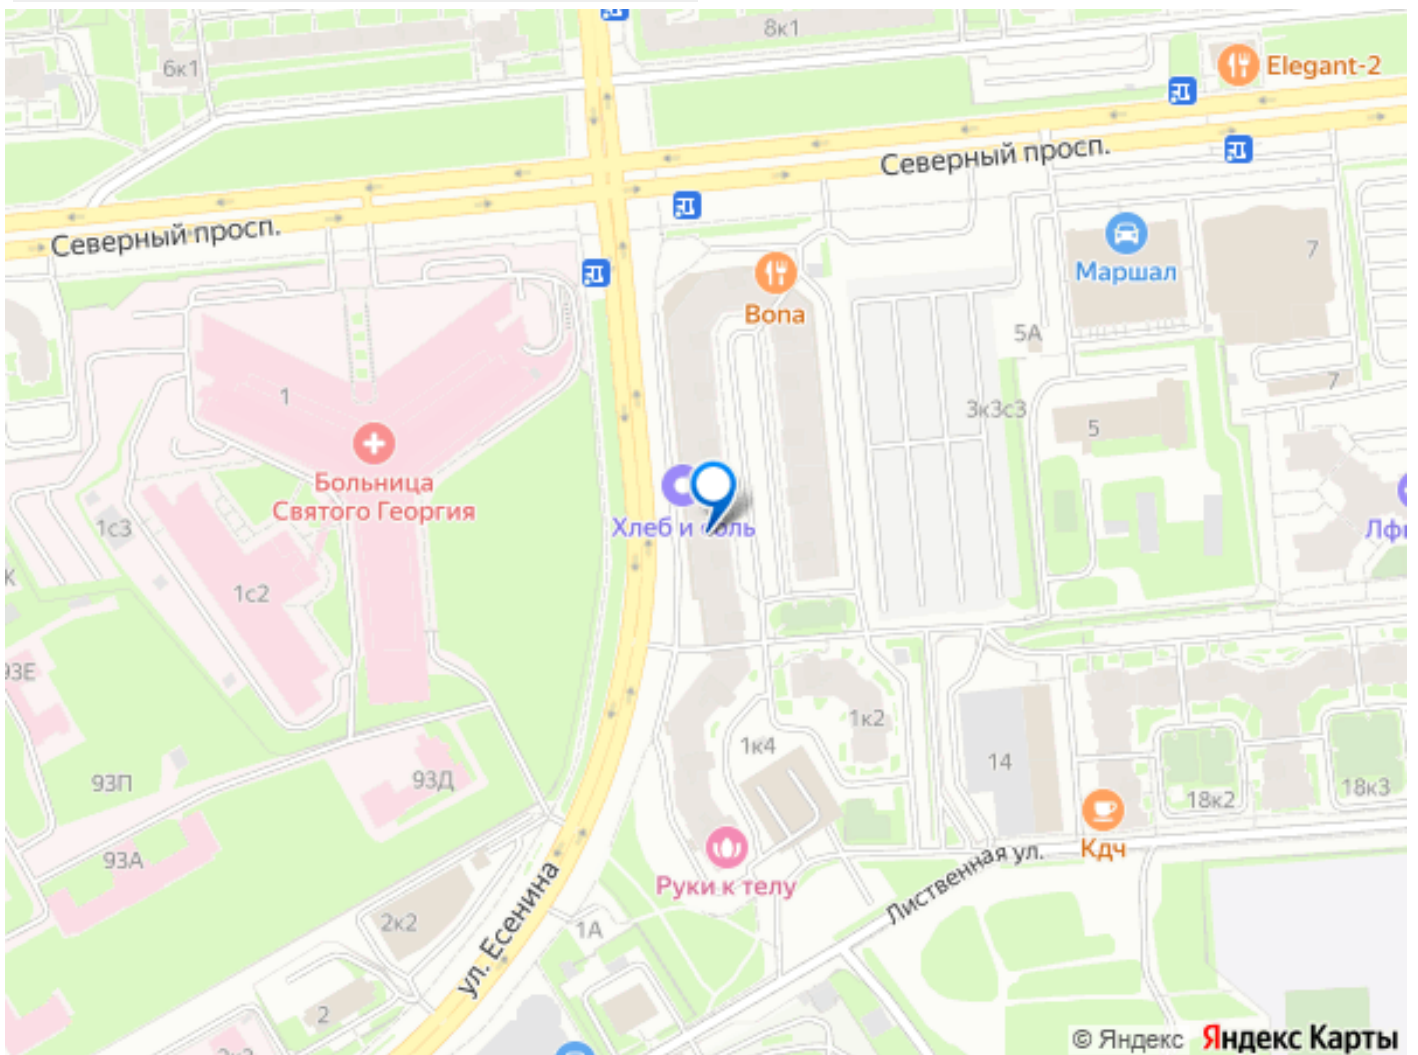 8к1
6к1
Elegant-2
Северный просп.
Северный просп.
Маршал
7
Bona
5А
7
1
3к3с3
5
Больница
Святого Георгия
1с3
Хлеб и
1с2
93Е
1к2
1к4
14
93П
93Д
18к2
18к3
Кдч
93А
Руки к телу
Лиственная ул.
2к2
1А
ул. Есенина
2
© Яндекс Яндекс Карты